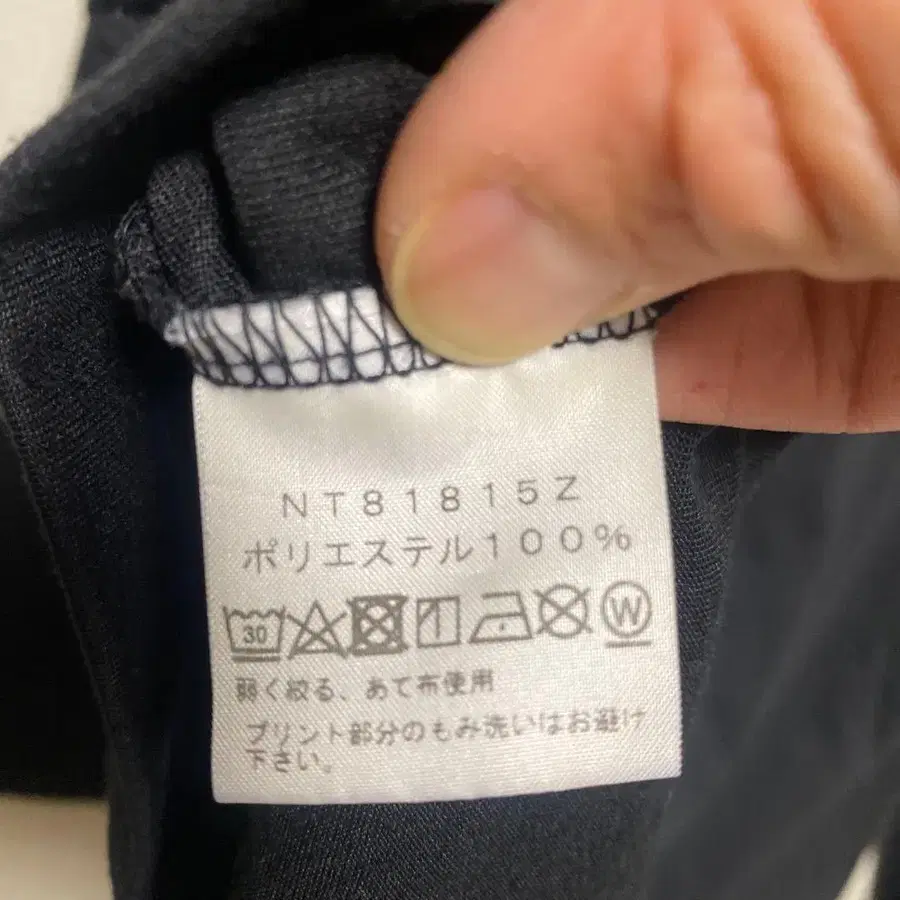 NT81815Z
ポリエステル100%
30 W
弱く絞る、あて布使用
プリント部分のもみ洗いはお避け
下さい。